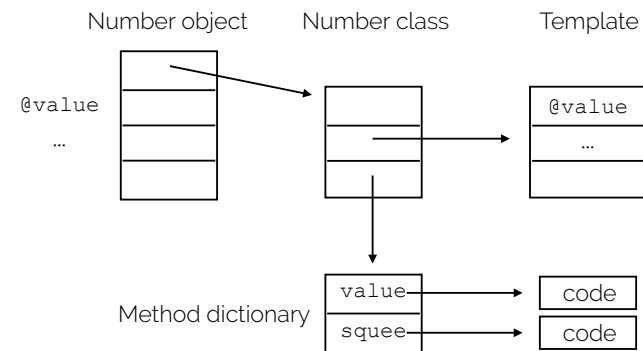 Number object
Number class
Template
@value
...
@value
...
Method dictionary
value
code
squee
code